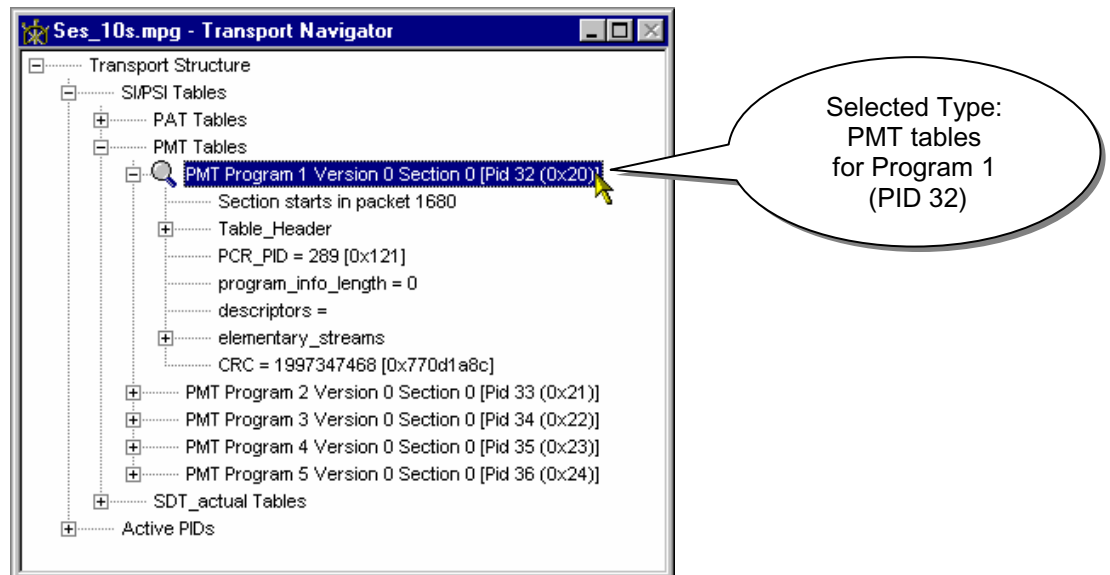 Ses_10s.mpg - Transport Navigator
Transport Structure
SI/PSI Tables
PAT Tables
PMT Tables
PMT Program 1 Version 0 Section 0 [Pid 32 (0x20)]
Section starts in packet 1680
Table_Header
PCR_PID = 289 [0x121]
program_info_length = 0
descriptors =
elementary_streams
CRC = 1997347468 [0x770d1a8c]
PMT Program 2 Version 0 Section 0 [Pid 33 (0x21)]
PMT Program 3 Version 0 Section 0 [Pid 34 (0x22)]
PMT Program 4 Version 0 Section 0 [Pid 35 (0x23)]
PMT Program 5 Version 0 Section 0 [Pid 36 (0x24)]
SDT_actual Tables
Active PIDs
Selected Type:
PMT tables
for Program 1
(PID 32)